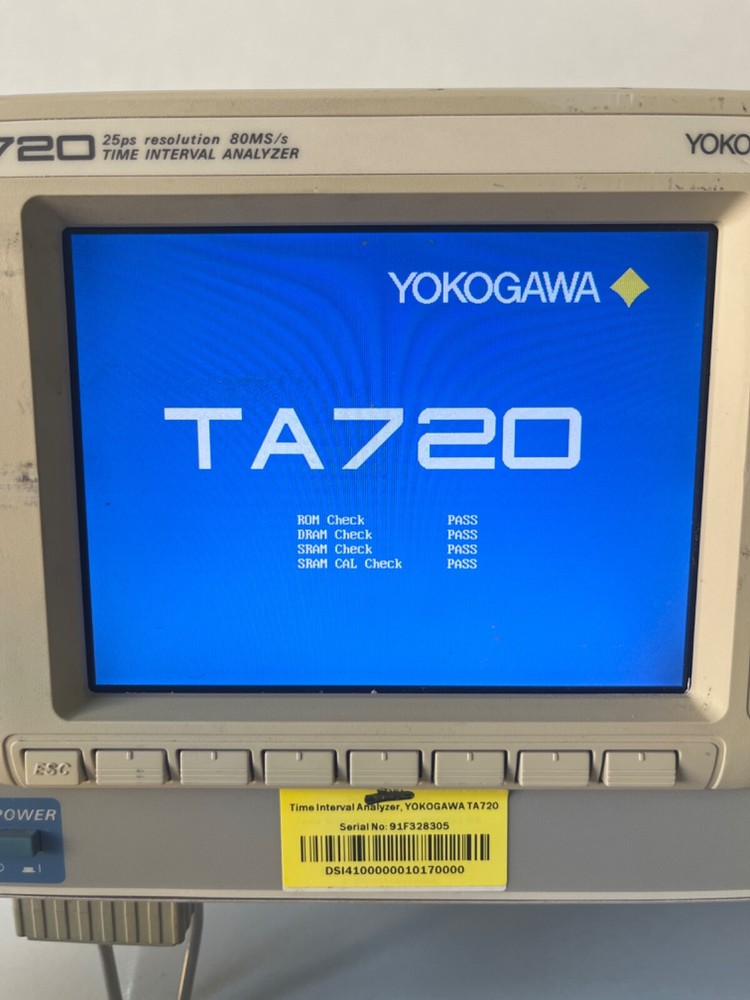 720
25ps resolution 80MS/s
TIME INTERVAL ANALYZER
YOKO
YOKOGAWA
TA720
ROM Check PASS
DRAM Check PASS
SRAM Check PASS
SRAM CAL Check PASS
ESC
POWER
I
Time Interval Analyzer, YOKOGAWA TA720
Serial No: 91F328305
DSI4100000010170000